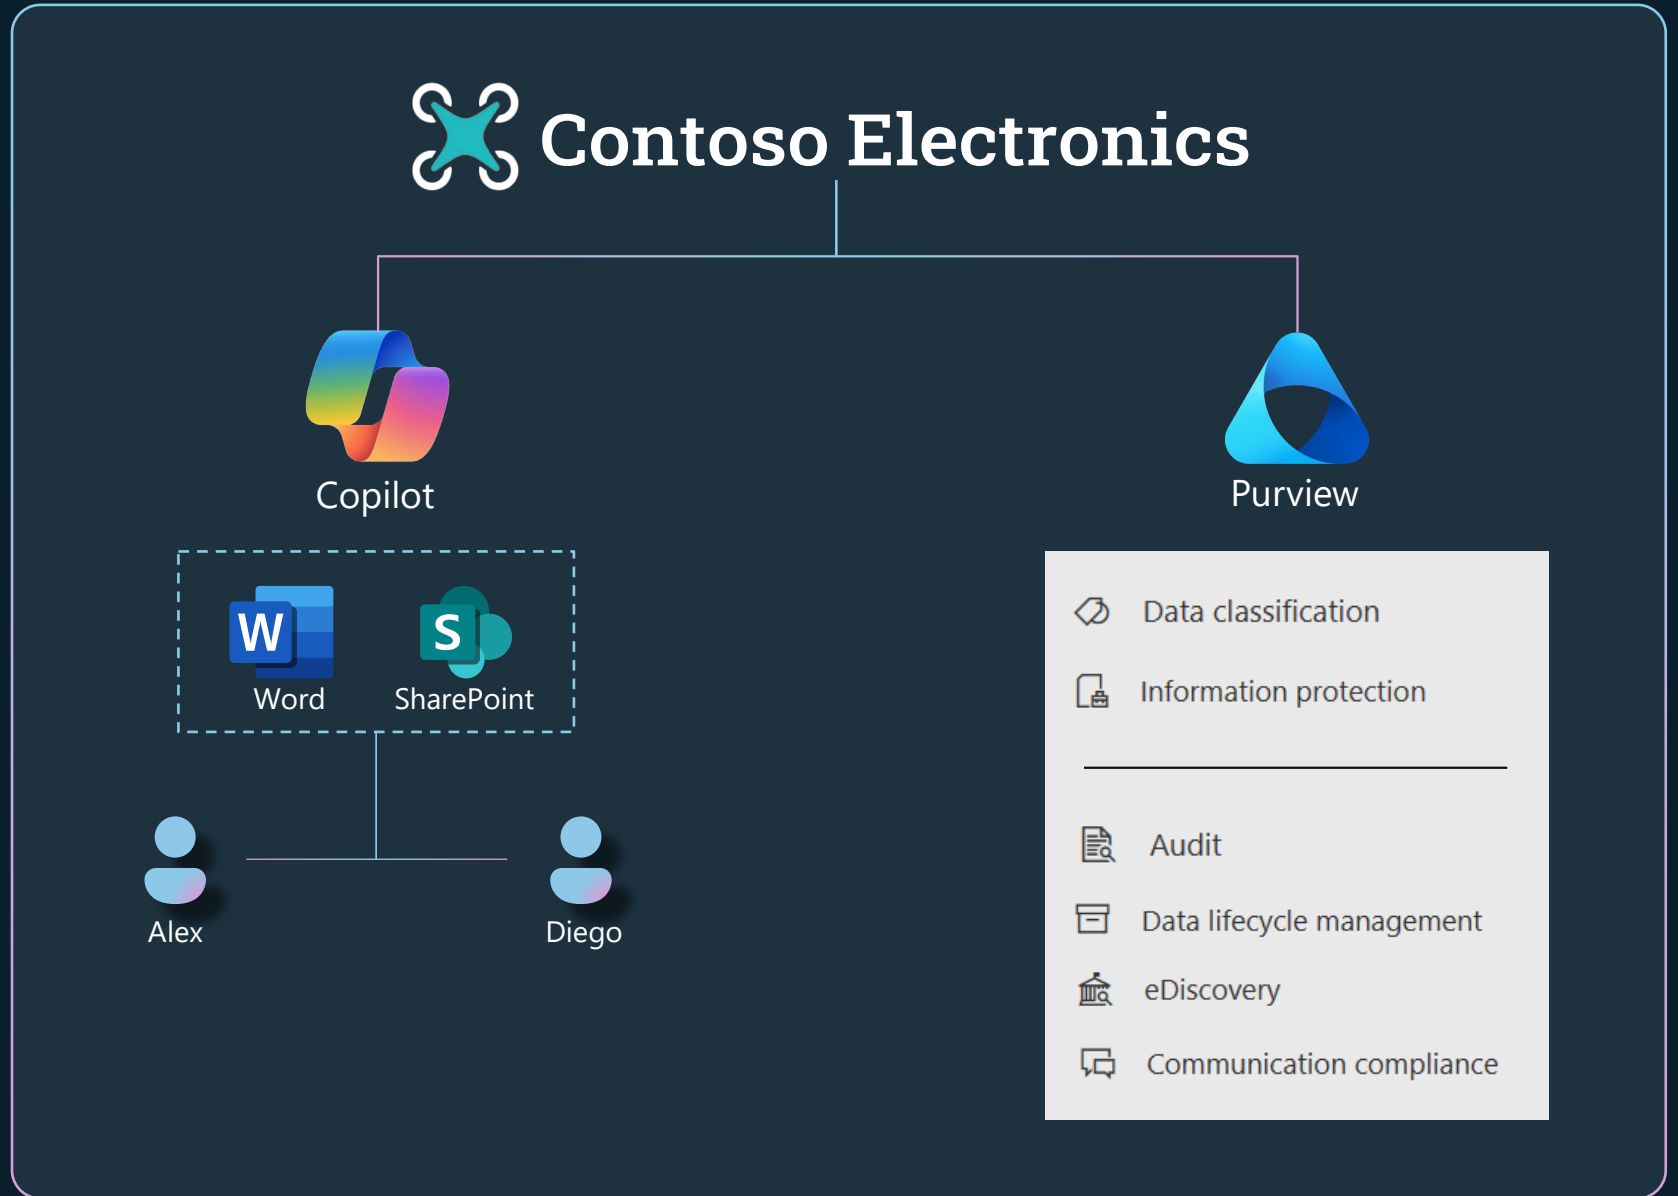 Contoso Electronics
Copilot
Purview
W
Word
S
SharePoint
Alex
Diego
Data classification
Information protection
Audit
Data lifecycle management
eDiscovery
Communication compliance